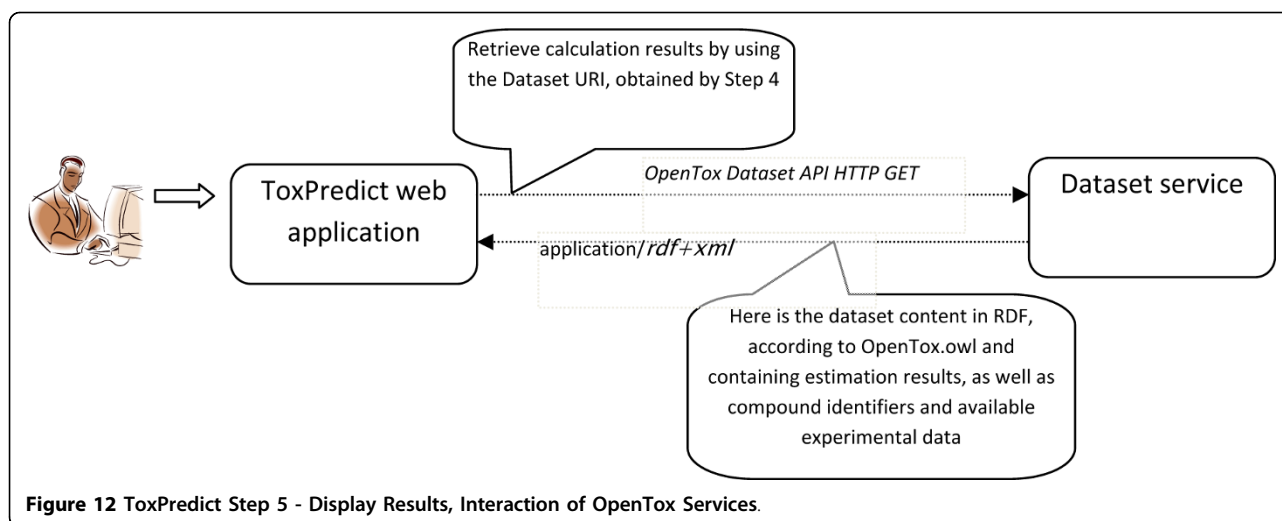 Retrieve calculation results by using
the Dataset URI, obtained by Step 4
OpenTox Dataset API HTTP GET
ToxPredict web
application
Dataset service
application/rdf+xml
Here is the dataset content in RDF,
according to OpenTox.owl and
containing estimation results, as well as
compound identifiers and available
experimental data
Figure 12 ToxPredict Step 5 - Display Results, Interaction of OpenTox Services.